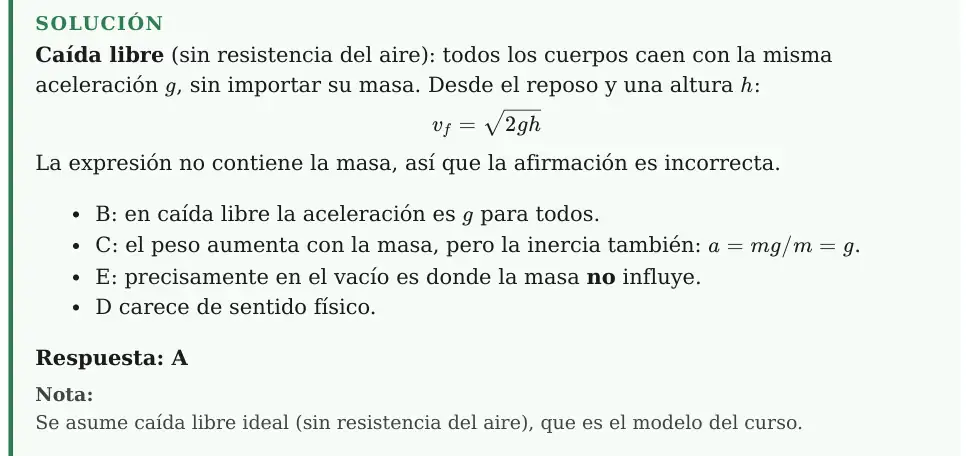 SOLUCIÓN
Caída libre (sin resistencia del aire): todos los cuerpos caen con la misma
aceleración g, sin importar su masa. Desde el reposo y una altura h:
v_f = √2gh
La expresión no contiene la masa, así que la afirmación es incorrecta.
• B: en caída libre la aceleración es g para todos.
• C: el peso aumenta con la masa, pero la inercia también: a = mg/m = g.
• E: precisamente en el vacío es donde la masa no influye.
• D carece de sentido físico.
Respuesta: A
Nota:
Se asume caída libre ideal (sin resistencia del aire), que es el modelo del curso.